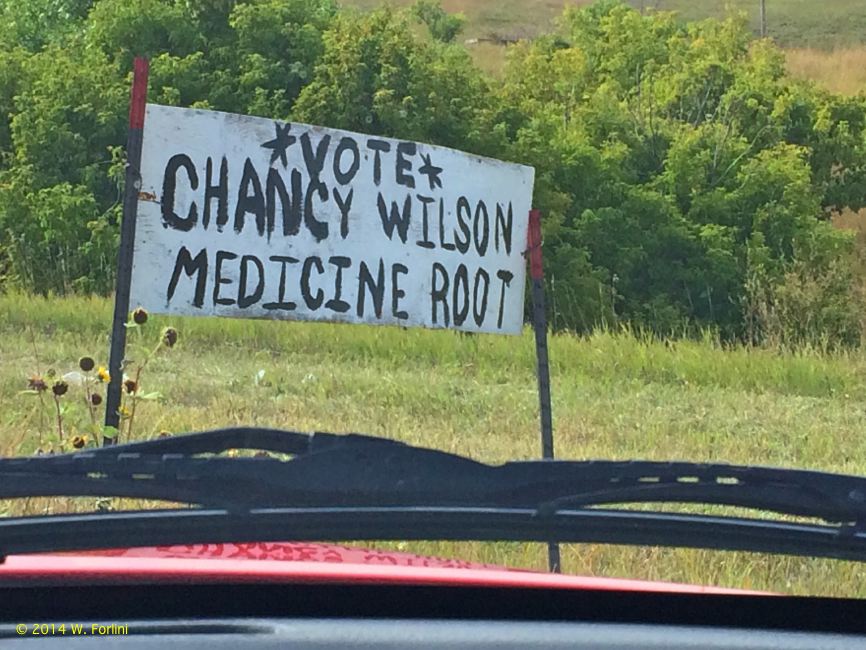 *VOTE*
CHANCY WILSON
MEDICINE ROOT
© 2014 W. Forlini